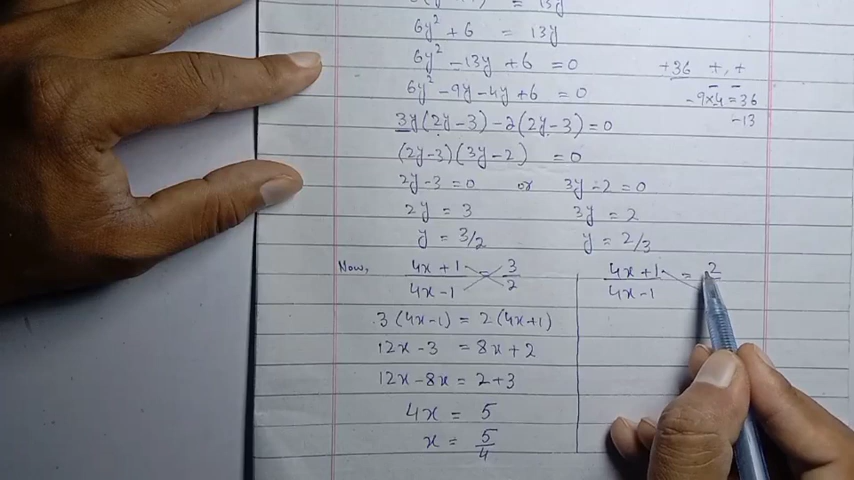 = 13y
6y² + 6 = 13y
6y² - 13y + 6 = 0
+36 +, +
6y² - 9y - 4y + 6 = 0
-9×-4 = 36
-13
3y(2y-3) - 2(2y-3) = 0
(2y-3)(3y-2) = 0
2y-3 = 0 or 3y-2 = 0
2y = 3 3y = 2
y = 3/2 y = 2/3
Now, (4x+1)/(4x-1) = 3/2 (4x+1)/(4x-1) = 2
3(4x-1) = 2(4x+1)
12x-3 = 8x+2
12x-8x = 2+3
4x = 5
x = 5/4